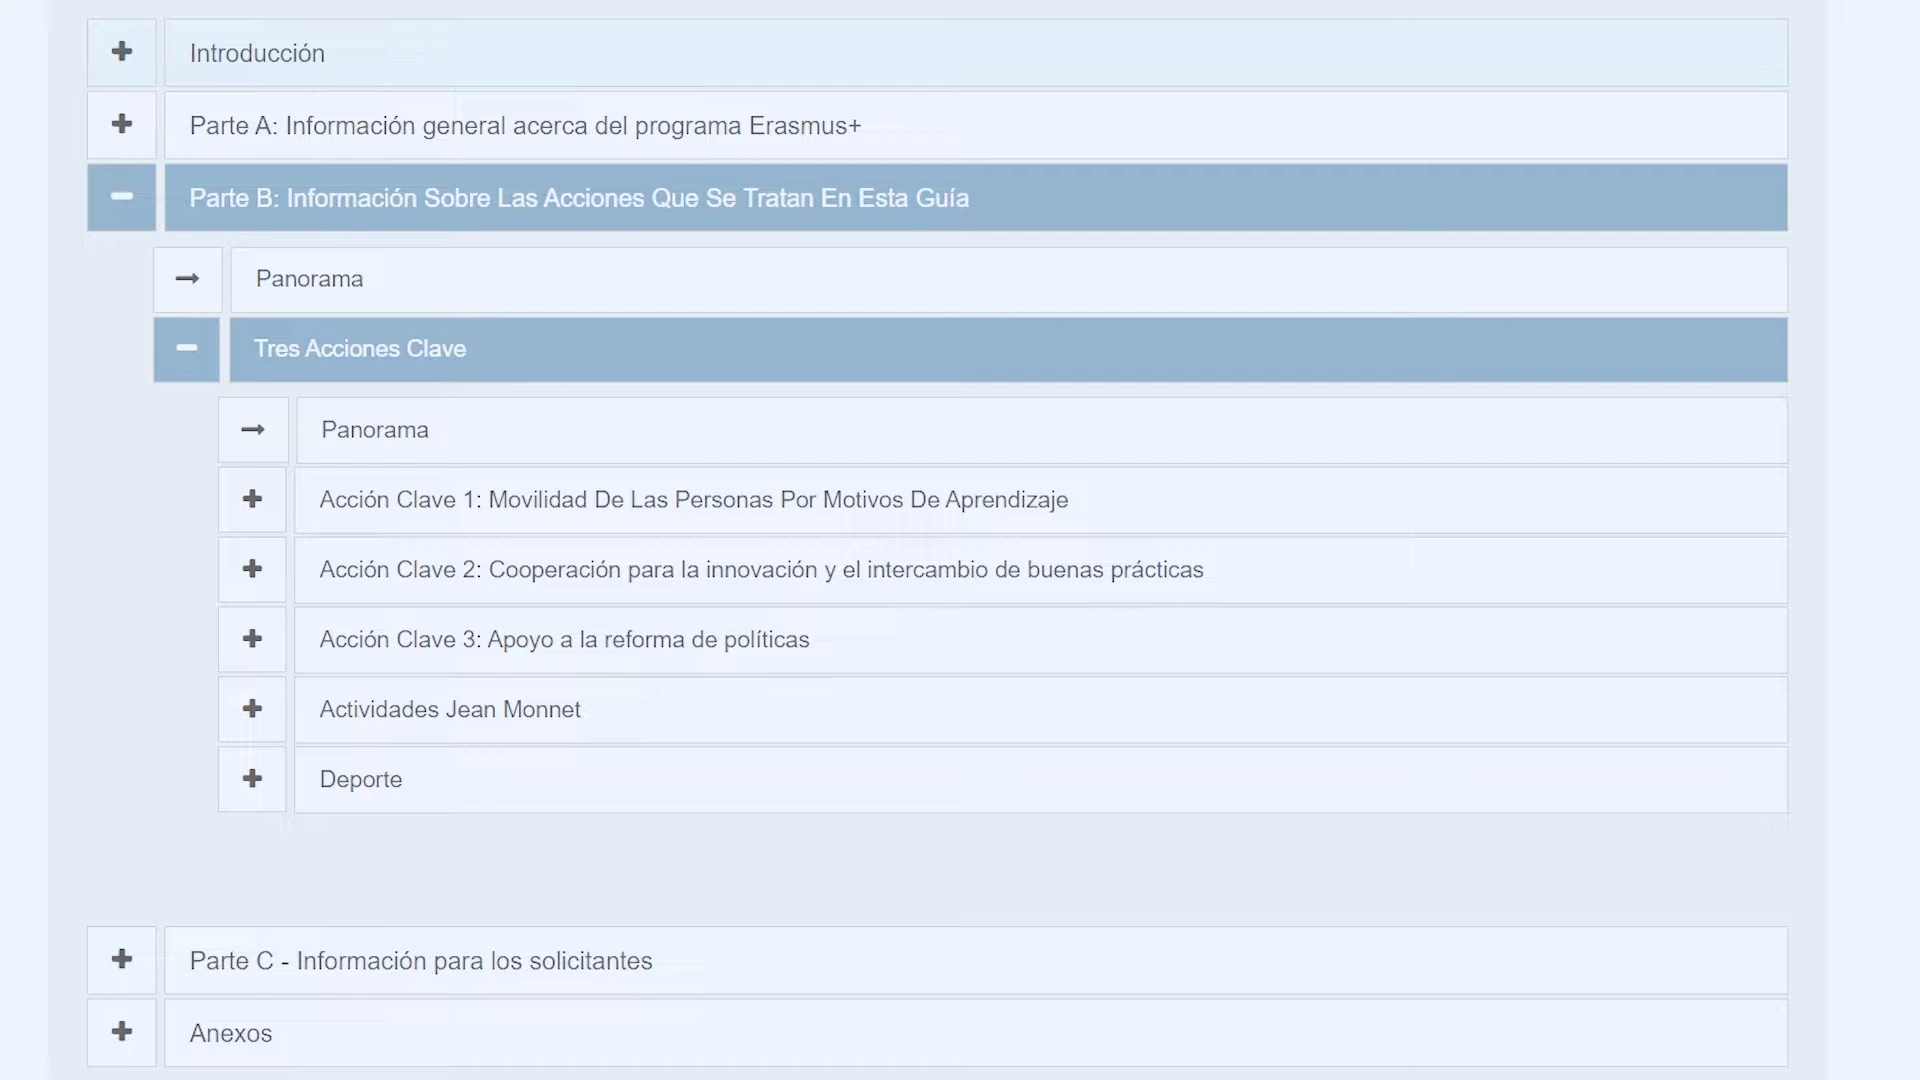 Introducción
Parte A: Información general acerca del programa Erasmus+
Parte B: Información Sobre Las Acciones Que Se Tratan En Esta Guía
Panorama
Tres Acciones Clave
Panorama
Acción Clave 1: Movilidad De Las Personas Por Motivos De Aprendizaje
Acción Clave 2: Cooperación para la innovación y el intercambio de buenas prácticas
Acción Clave 3: Apoyo a la reforma de políticas
Actividades Jean Monnet
Deporte
Parte C - Información para los solicitantes
Anexos